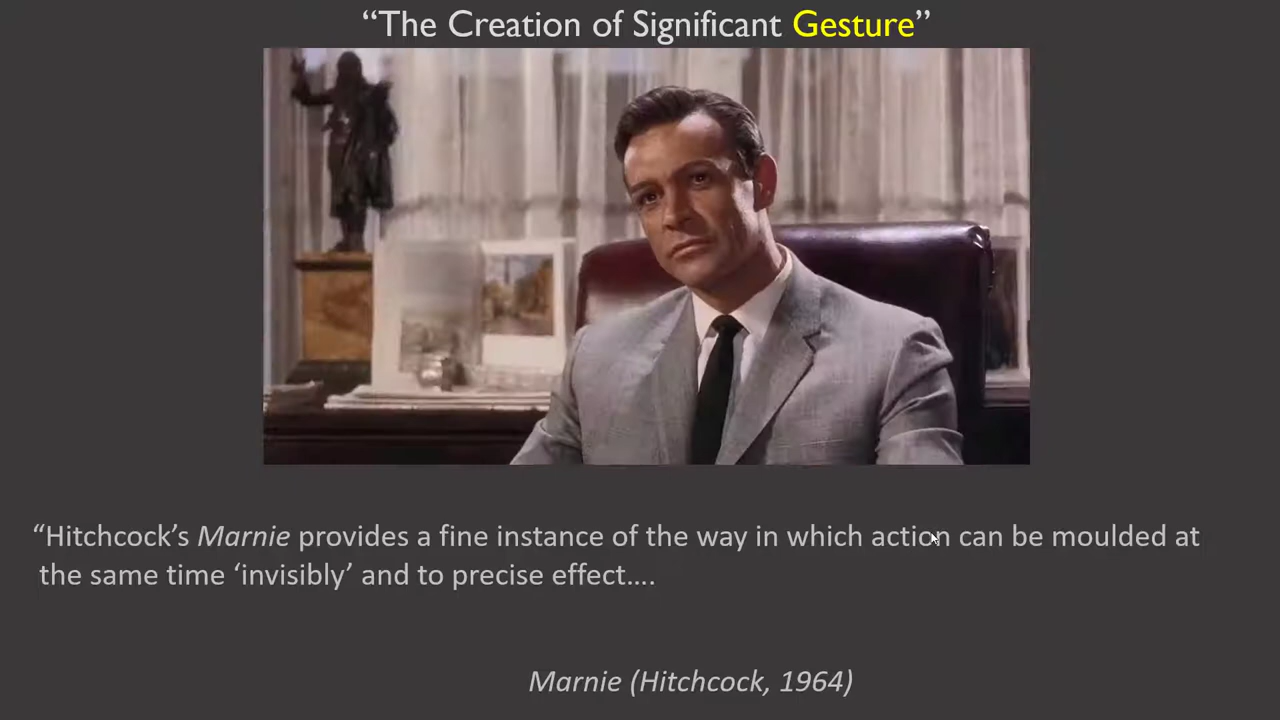 “The Creation of Significant Gesture”
“Hitchcock’s Marnie provides a fine instance of the way in which action can be moulded at
the same time ‘invisibly’ and to precise effect….
Marnie (Hitchcock, 1964)